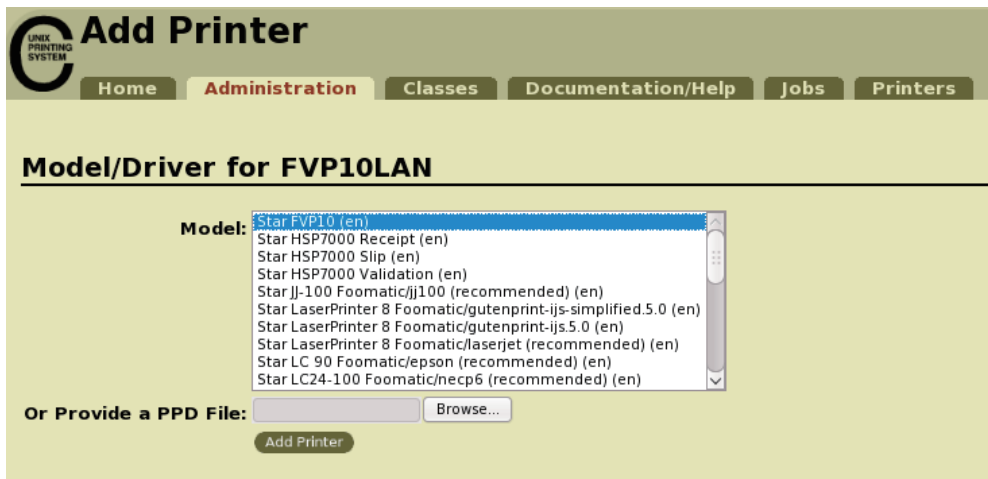 UNIX
PRINTING
SYSTEM
Add Printer
Home Administration Classes Documentation/Help Jobs Printers
Model/Driver for FVP10LAN
Model:
Star FVP10 (en)
Star HSP7000 Receipt (en)
Star HSP7000 Slip (en)
Star HSP7000 Validation (en)
Star JJ-100 Foomatic/jj100 (recommended) (en)
Star LaserPrinter 8 Foomatic/gutenprint-ijs-simplified.5.0 (en)
Star LaserPrinter 8 Foomatic/gutenprint-ijs.5.0 (en)
Star LaserPrinter 8 Foomatic/laserjet (recommended) (en)
Star LC 90 Foomatic/epson (recommended) (en)
Star LC24-100 Foomatic/necp6 (recommended) (en)
Or Provide a PPD File: Browse...
Add Printer